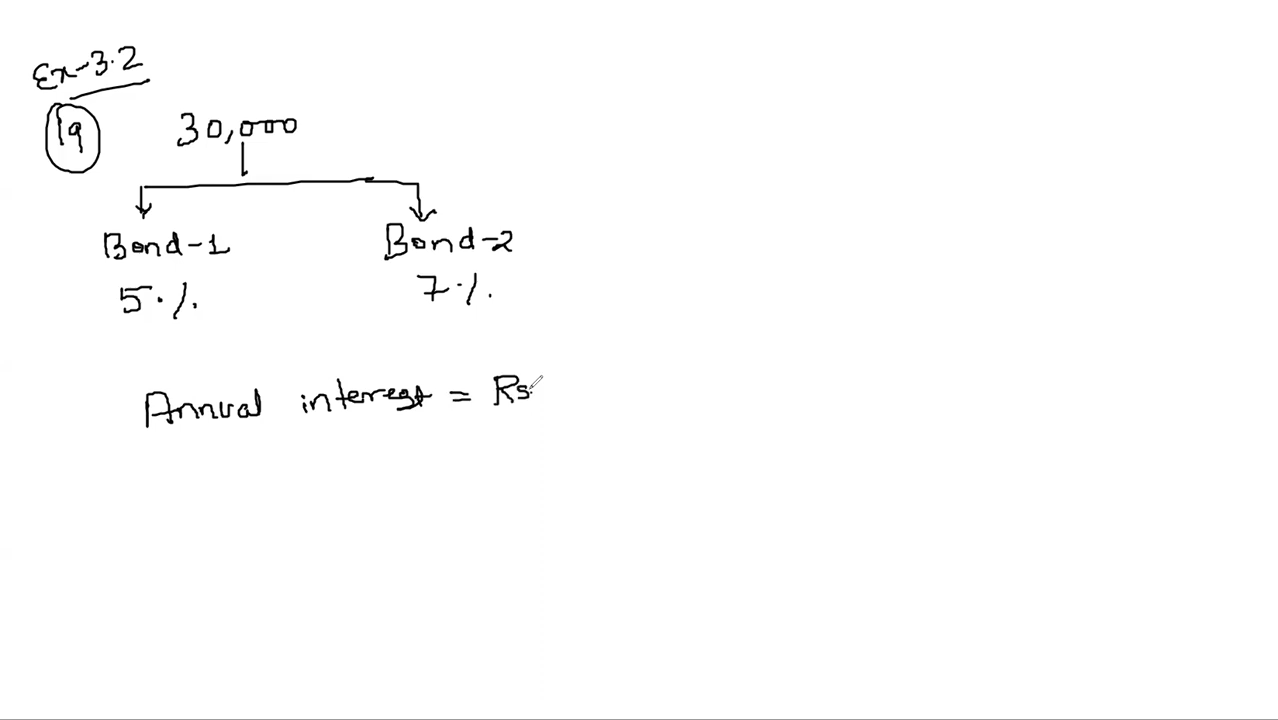 Ex-3.2
19 30,000
Bond-1 Bond-2
5% 7%
Annual interest = Rs